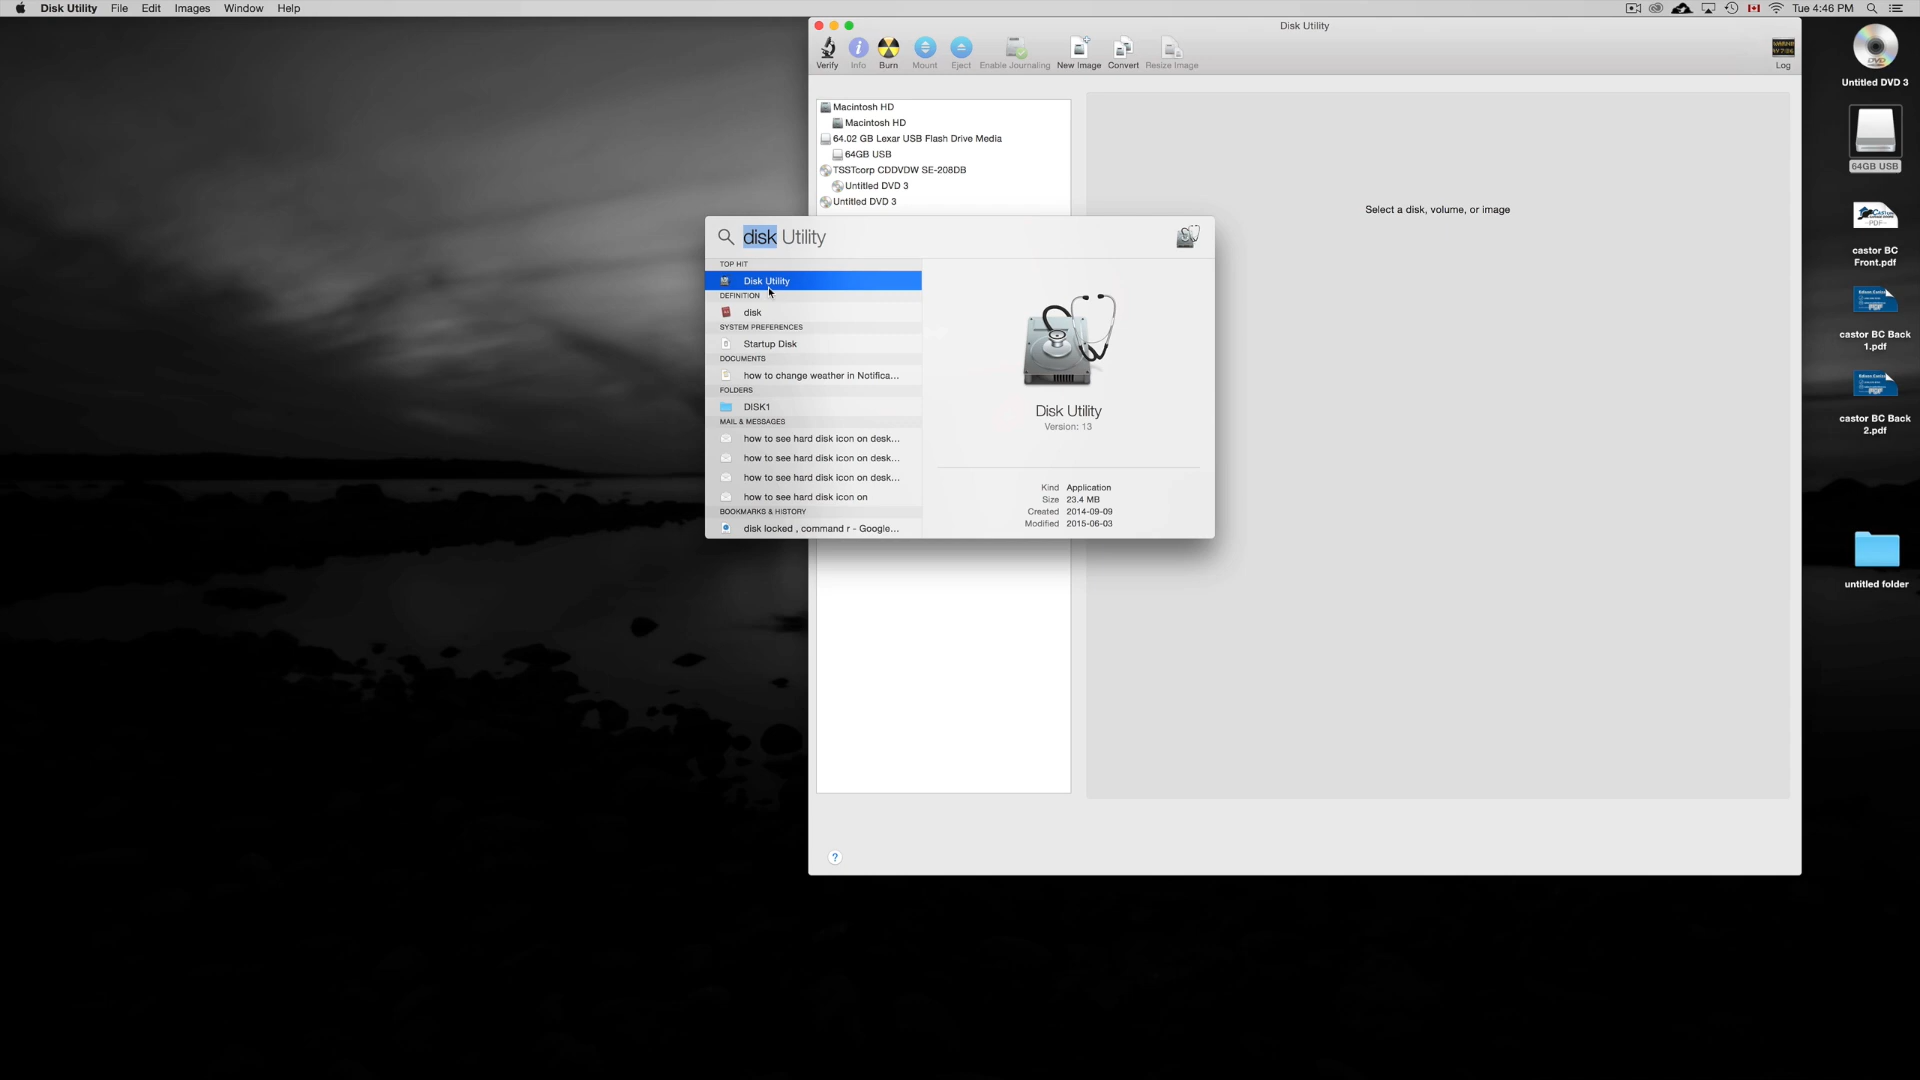 Disk Utility File Edit Images Window Help
Tue 4:46 PM
Disk Utility
Verify Info Burn Mount Eject Enable Journaling New Image Convert Resize Image
Log
Macintosh HD
Macintosh HD
64.02 GB Lexar USB Flash Drive Media
64GB USB
TSSTcorp CDDVDW SE-208DB
Untitled DVD 3
Untitled DVD 3
Select a disk, volume, or image
disk Utility
TOP HIT
Disk Utility
DEFINITION
disk
SYSTEM PREFERENCES
Startup Disk
DOCUMENTS
how to change weather in Notifica...
FOLDERS
DISK1
MAIL & MESSAGES
how to see hard disk icon on desk...
how to see hard disk icon on desk...
how to see hard disk icon on desk...
how to see hard disk icon on
BOOKMARKS & HISTORY
disk locked , command r - Google...
Disk Utility
Version: 13
Kind Application
Size 23.4 MB
Created 2014-09-09
Modified 2015-06-03
?
DVD
Untitled DVD 3
64GB USB
PDF
castor BC
Front.pdf
PDF
castor BC Back
1.pdf
PDF
castor BC Back
2.pdf
untitled folder